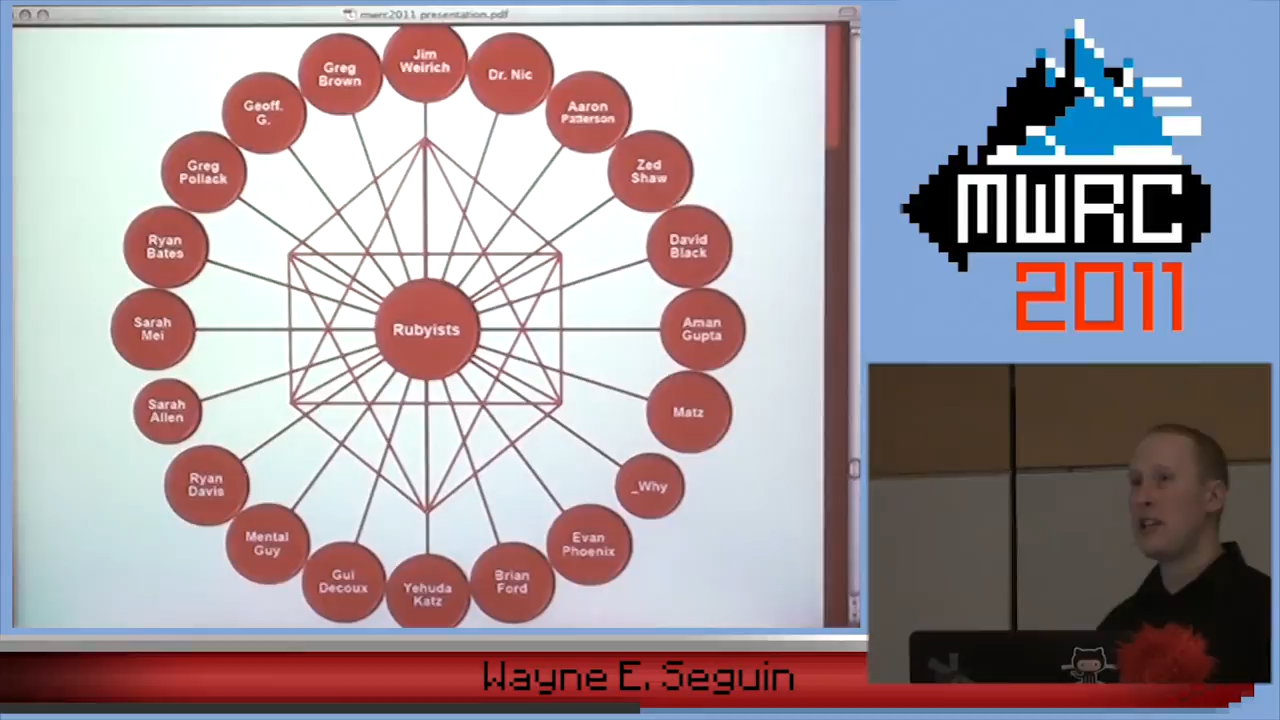 mwrc2011 presentation.pdf
Jim
Weirich
Dr. Nic
Aaron
Patterson
Zed
Shaw
David
Black
Aman
Gupta
Matz
_Why
Evan
Phoenix
Brian
Ford
Yehuda
Katz
Gui
Decoux
Mental
Guy
Ryan
Davis
Sarah
Allen
Sarah
Mei
Ryan
Bates
Greg
Pollack
Geoff.
G.
Greg
Brown
Rubyists
MWRC
2011
Wayne E. Seguin